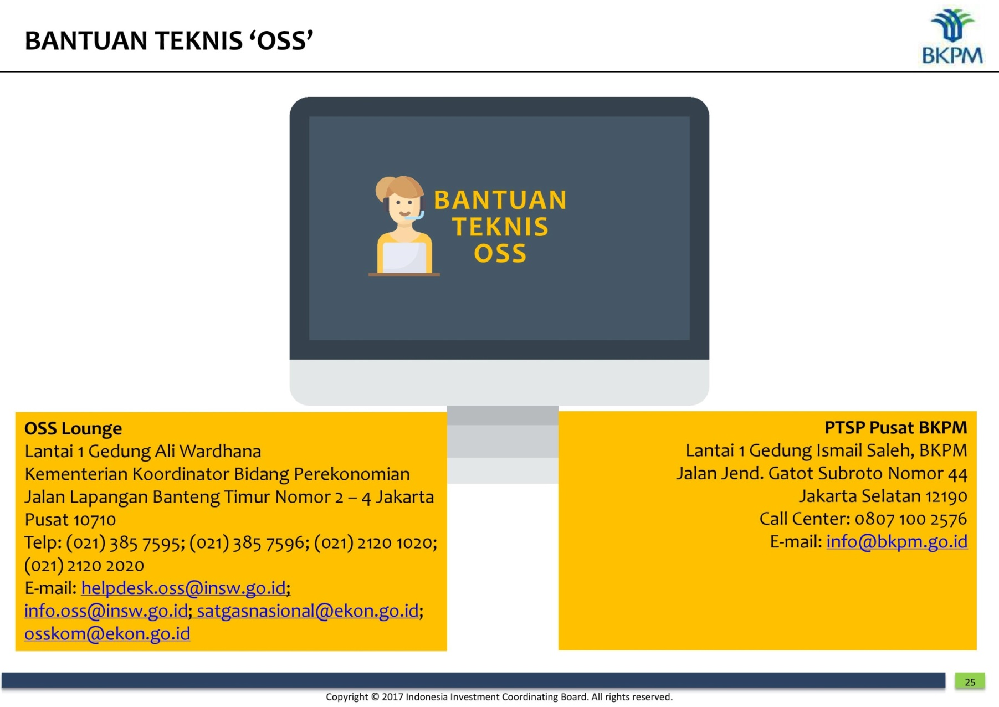 BANTUAN TEKNIS ‘OSS’
BKPM
BANTUAN
TEKNIS
OSS
OSS Lounge
Lantai 1 Gedung Ali Wardhana
Kementerian Koordinator Bidang Perekonomian
Jalan Lapangan Banteng Timur Nomor 2 – 4 Jakarta
Pusat 10710
Telp: (021) 385 7595; (021) 385 7596; (021) 2120 1020;
(021) 2120 2020
E-mail: helpdesk.oss@insw.go.id;
info.oss@insw.go.id; satgasnasional@ekon.go.id;
osskom@ekon.go.id
PTSP Pusat BKPM
Lantai 1 Gedung Ismail Saleh, BKPM
Jalan Jend. Gatot Subroto Nomor 44
Jakarta Selatan 12190
Call Center: 0807 100 2576
E-mail: info@bkpm.go.id
25
Copyright © 2017 Indonesia Investment Coordinating Board. All rights reserved.